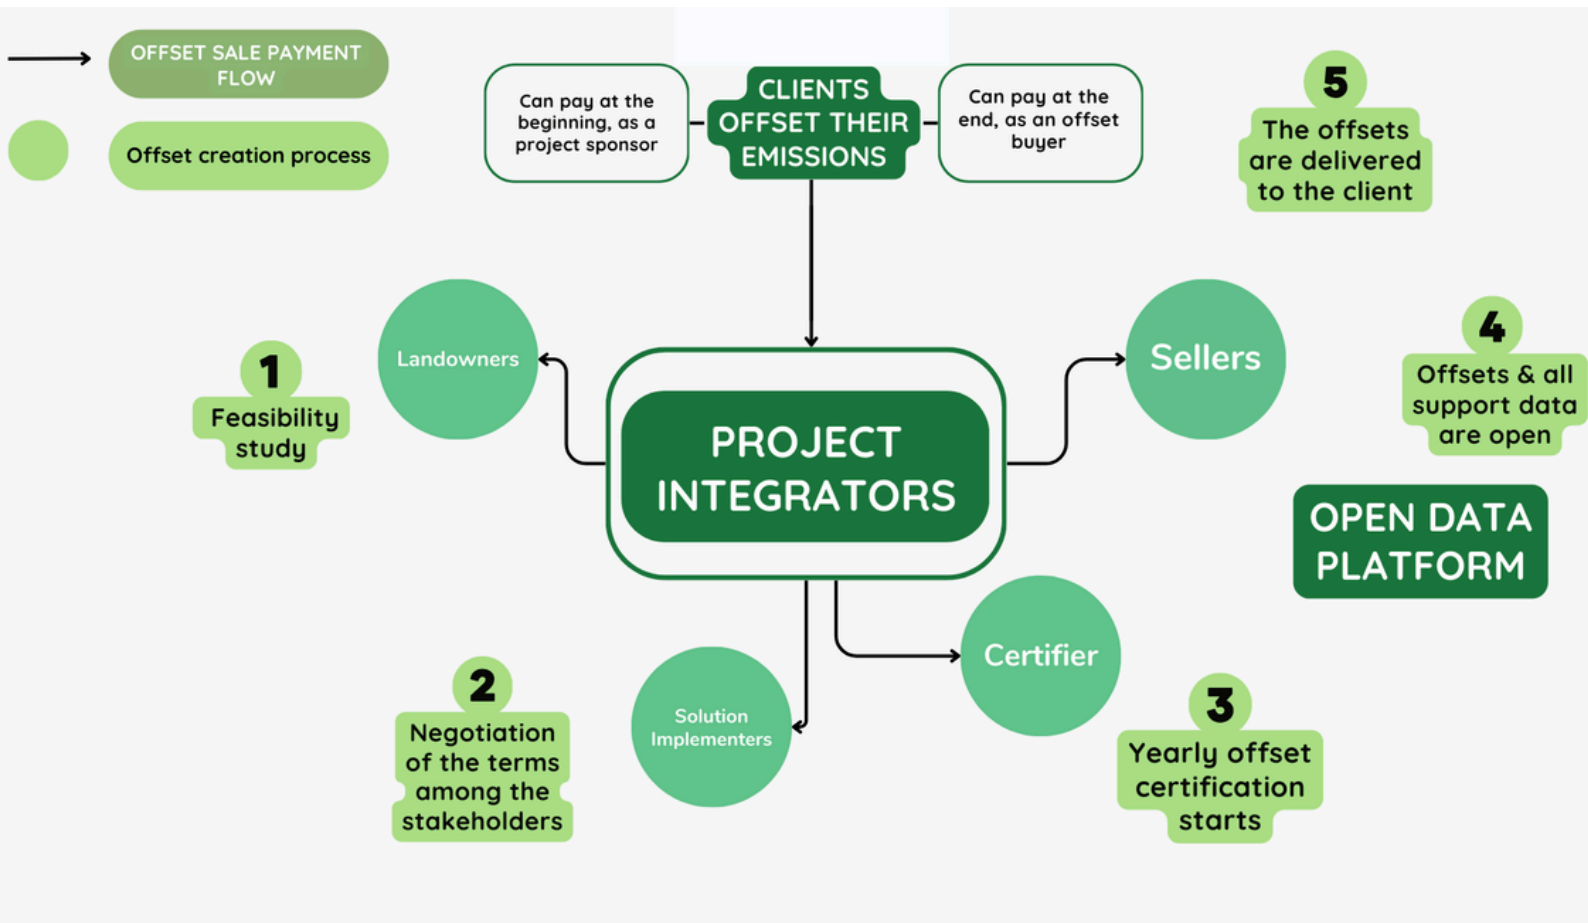 OFFSET SALE PAYMENT
FLOW
Offset creation process
Can pay at the
beginning, as a
project sponsor
CLIENTS
OFFSET THEIR
EMISSIONS
Can pay at the
end, as an offset
buyer
5
The offsets
are delivered
to the client
Landowners
Sellers
1
Feasibility
study
4
Offsets & all
support data
are open
PROJECT
INTEGRATORS
OPEN DATA
PLATFORM
2
Negotiation
of the terms
among the
stakeholders
Solution
Implementers
Certifier
3
Yearly offset
certification
starts